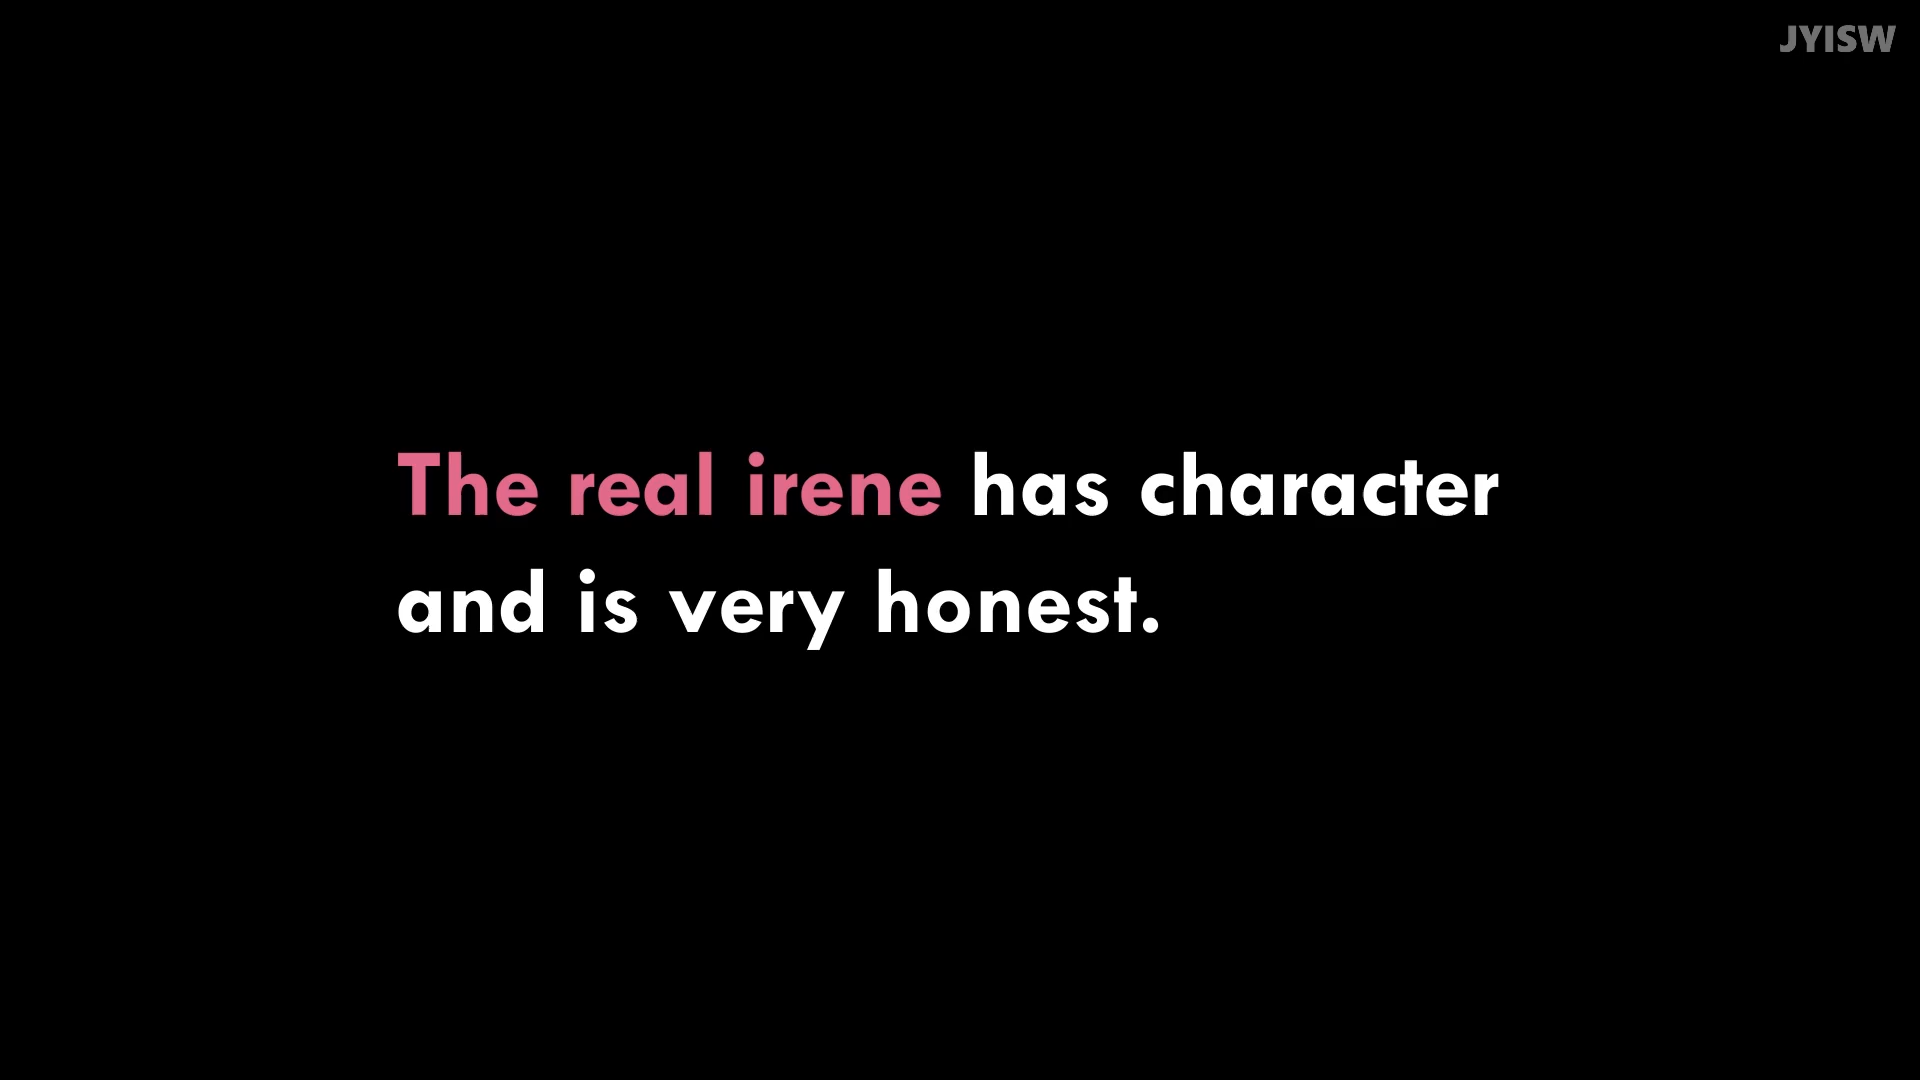 JYISW
The real irene has character
and is very honest.